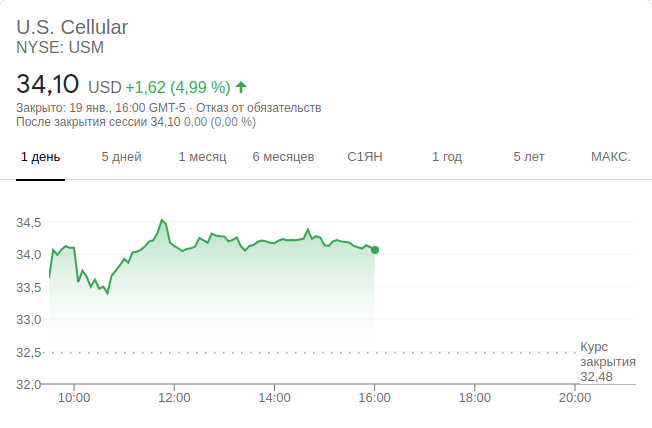 U.S. Cellular
NYSE: USM
34,10 USD +1,62 (4,99 %)
Закрыто: 19 янв., 16:00 GMT-5 · Отказ от обязательств
После закрытия сессии 34,10 0,00 (0,00 %)
1 день 5 дней 1 месяц 6 месяцев С1ЯН 1 год 5 лет МАКС.
34,5
34,0
33,5
33,0
32,5
32,0
Курс
закрытия
32,48
10:00 12:00 14:00 16:00 18:00 20:00